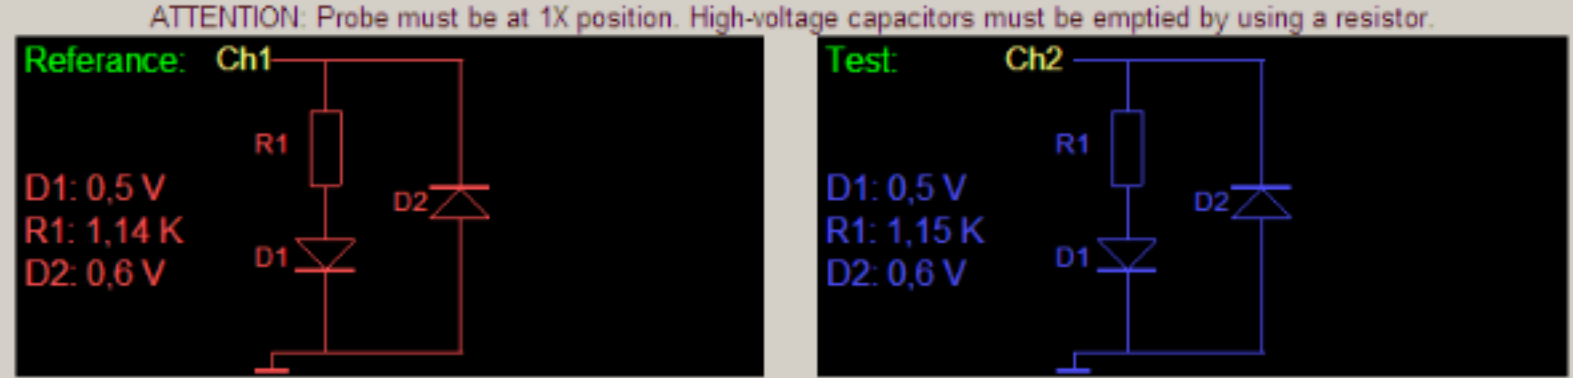 ATTENTION: Probe must be at 1X position. High-voltage capacitors must be emptied by using a resistor.
Referance: Ch1
R1
D1: 0,5 V
D2
R1: 1,14 K
D1
D2: 0,6 V
Test: Ch2
R1
D1: 0,5 V
D2
R1: 1,15 K
D1
D2: 0,6 V